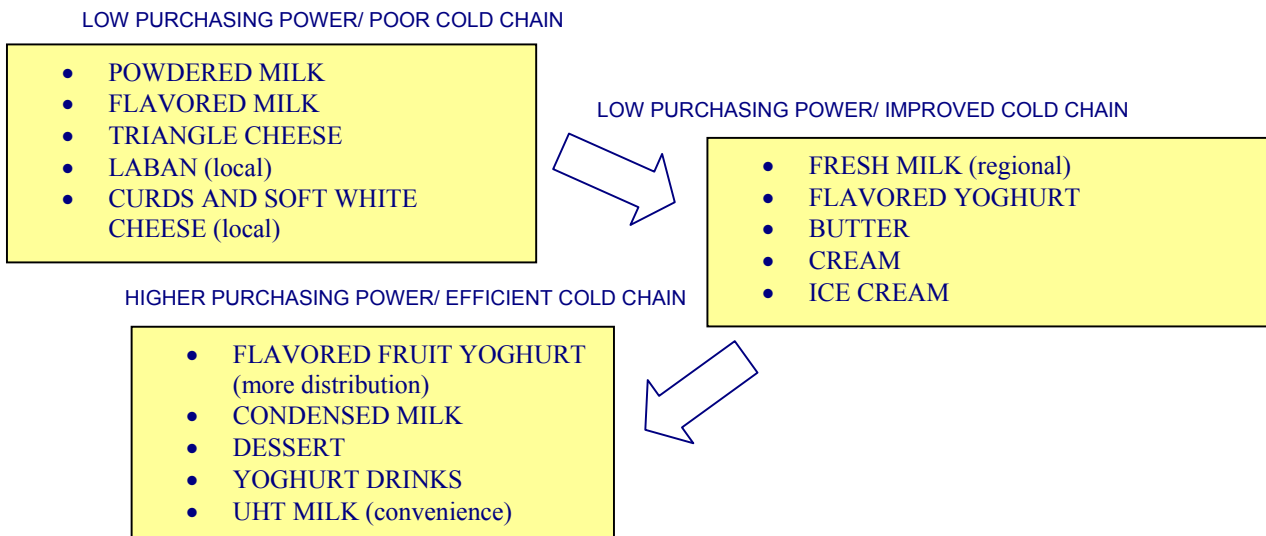 LOW PURCHASING POWER/ POOR COLD CHAIN
• POWDERED MILK
• FLAVORED MILK
• TRIANGLE CHEESE
• LABAN (local)
• CURDS AND SOFT WHITE
CHEESE (local)
LOW PURCHASING POWER/ IMPROVED COLD CHAIN
• FRESH MILK (regional)
• FLAVORED YOGHURT
• BUTTER
• CREAM
• ICE CREAM
HIGHER PURCHASING POWER/ EFFICIENT COLD CHAIN
• FLAVORED FRUIT YOGHURT
(more distribution)
• CONDENSED MILK
• DESSERT
• YOGHURT DRINKS
• UHT MILK (convenience)